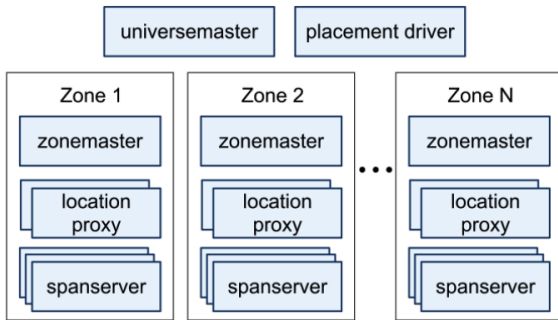 universemaster placement driver
Zone 1 Zone 2 Zone N
zonemaster zonemaster zonemaster
...
location location location
proxy proxy proxy
spanserver spanserver spanserver